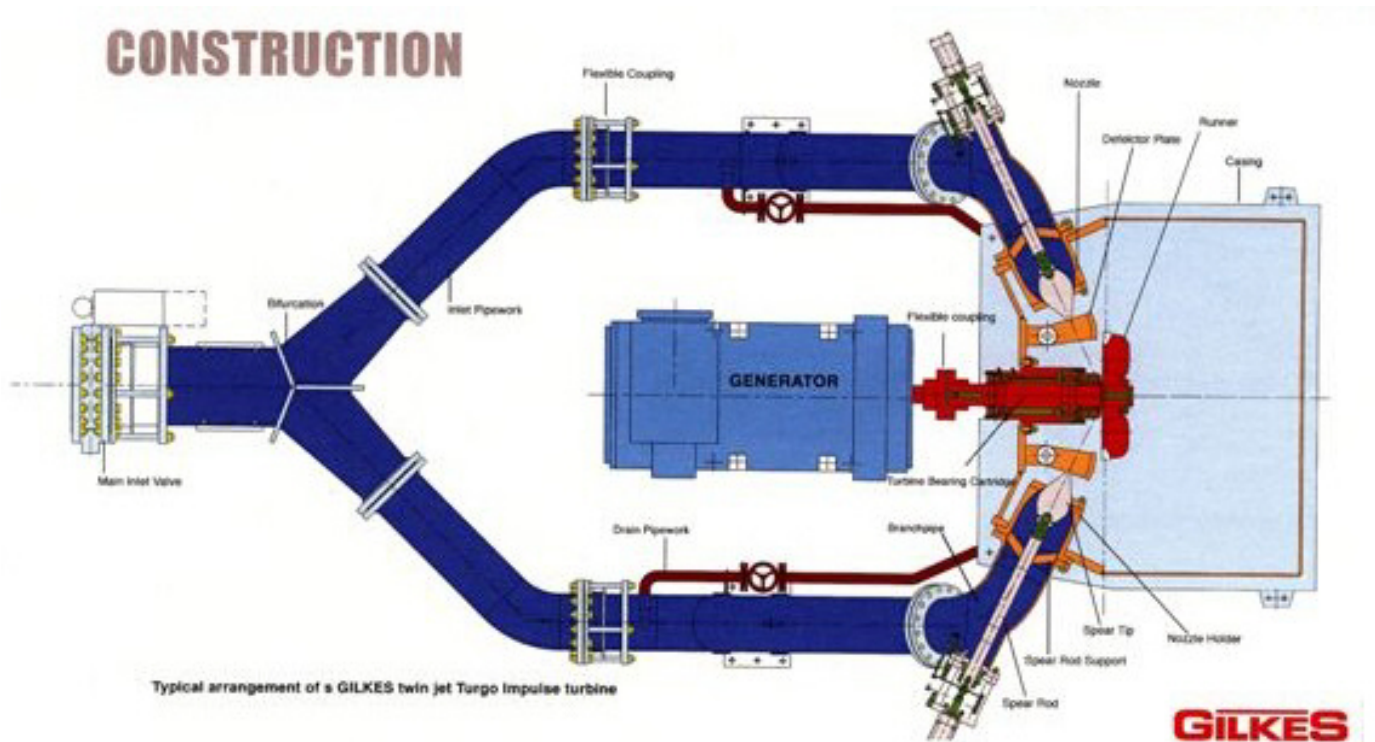 CONSTRUCTION
Flexible Coupling
Nozzle
Runner
Defelctor Plate
Casing
Bifurcation
Inlet Pipework
Flexible coupling
GENERATOR
Main Inlet Valve
Turbine Bearing Cartridge
Drain Pipework
Branchpipe
Spear Tip
Nozzle Holder
Spear Rod Support
Spear Rod
Typical arrangement of s GILKES twin jet Turgo Impulse turbine
GILKES